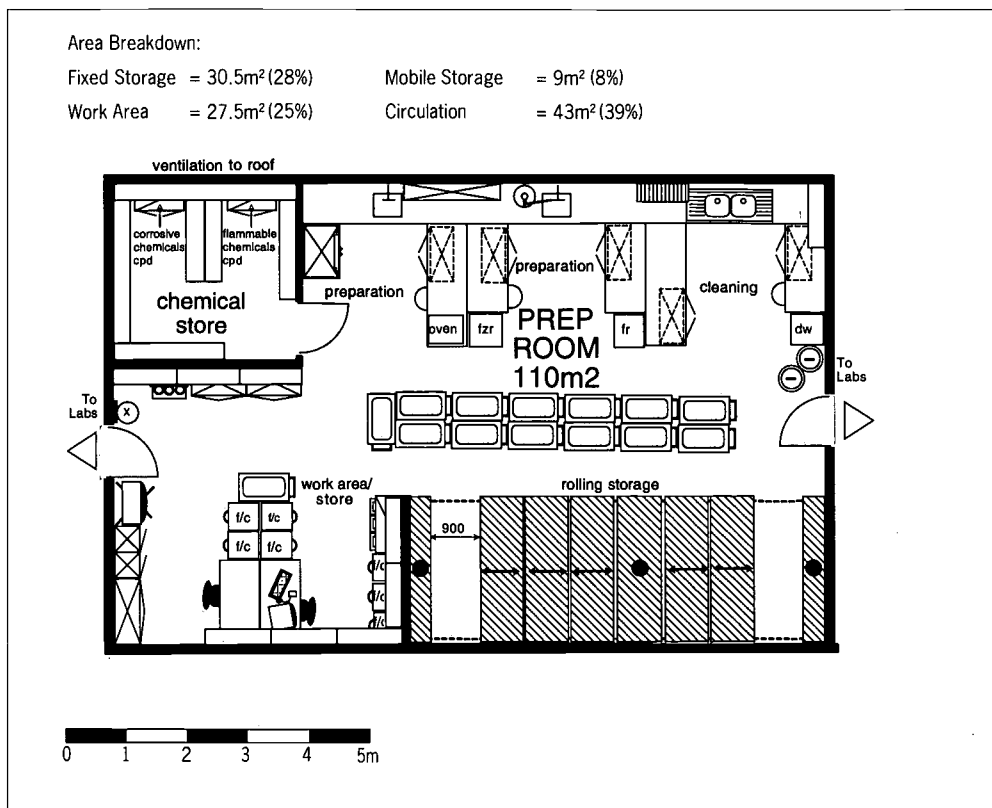 Area Breakdown:
Fixed Storage = 30.5m² (28%) Mobile Storage = 9m² (8%)
Work Area = 27.5m² (25%) Circulation = 43m² (39%)
ventilation to roof
corrosive
chemicals
cpd
flammable
chemicals
cpd
chemical
store
preparation
preparation
cleaning
oven
fzr
fr
dw
PREP
ROOM
110m2
To
Labs
x
To
Labs
work area/
store
rolling storage
900
f/c f/c
f/c f/c
f/c
f/c
f/c
0 1 2 3 4 5m